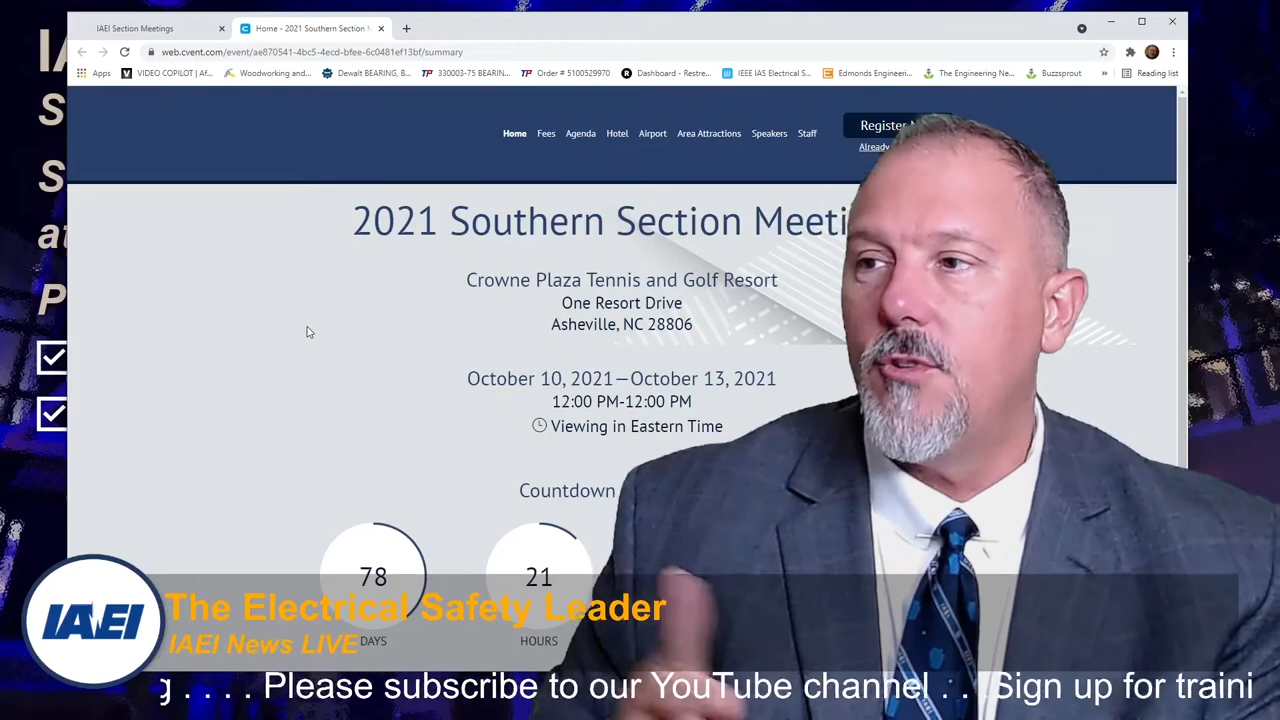 IAEI Section Meetings
Home - 2021 Southern Section
web.cvent.com/event/ae870541-4bc5-4ecd-bfee-6c0481ef13bf/summary
Apps
VIDEO COPILOT | Af...
Woodworking and...
Dewalt BEARING, B...
330003-75 BEARIN...
Order # 5100529970
Dashboard - Restre...
IEEE IAS Electrical S...
Edmonds Engineeri...
The Engineering Ne...
Buzzsprout
»
Reading list
Home
Fees
Agenda
Hotel
Airport
Area Attractions
Speakers
Staff
Register
Already
2021 Southern Section Meeti
Crowne Plaza Tennis and Golf Resort
One Resort Drive
Asheville, NC 28806
October 10, 2021—October 13, 2021
12:00 PM-12:00 PM
Viewing in Eastern Time
Countdown
78
21
DAYS
HOURS
IAEI
The Electrical Safety Leader
IAEI News LIVE
g . . . . Please subscribe to our YouTube channel . . . Sign up for traini